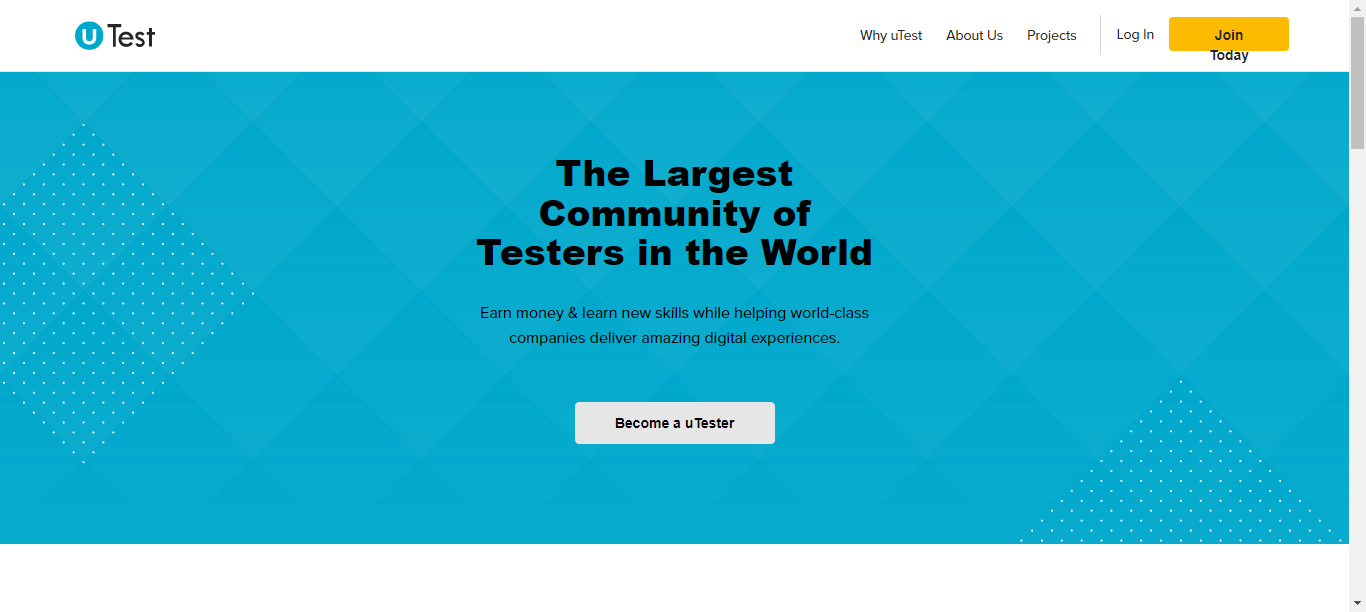 uTest
Why uTest
About Us
Projects
Log In
Join
Today
The Largest
Community of
Testers in the World
Earn money & learn new skills while helping world-class
companies deliver amazing digital experiences.
Become a uTester